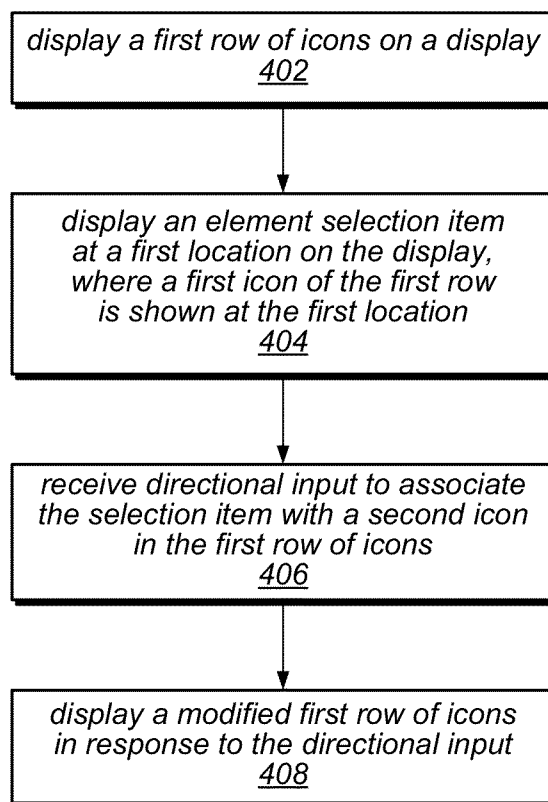 display a first row of icons on a display
402
display an element selection item
at a first location on the display,
where a first icon of the first row
is shown at the first location
404
receive directional input to associate
the selection item with a second icon
in the first row of icons
406
display a modified first row of icons
in response to the directional input
408